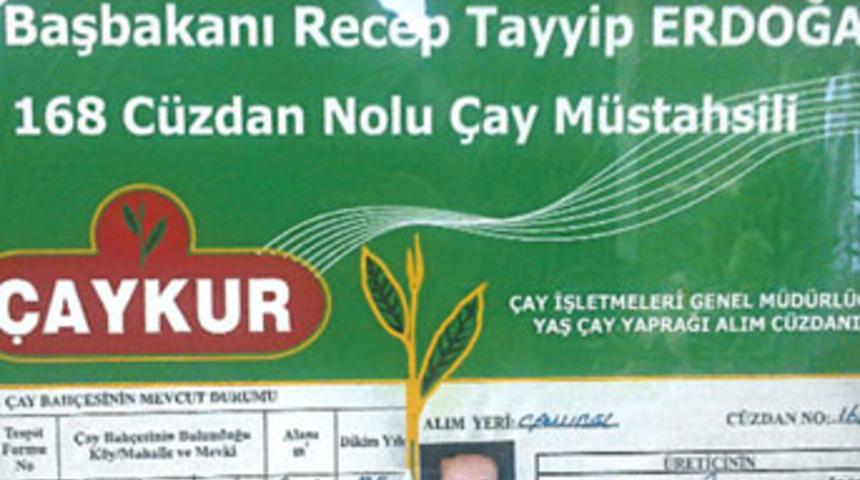 Başbakanı Recep Tayyip ERDOĞA
168 Cüzdan Nolu Çay Müstahsili
ÇAYKUR
ÇAY İŞLETMELERİ GENEL MÜDÜRLÜ
YAŞ ÇAY YAPRAĞI ALIM CÜZDANI
ÇAY BAHÇESİNİN MEVCUT DURUMU
Tespit Formu No
Çay Bahçesinin Bulunduğu Köy/Mahalle ve Mevki
Alanı m²
Dikim Yılı
ALIM YERİ:
CÜZDAN NO: 16
ÜRETİCİNİN